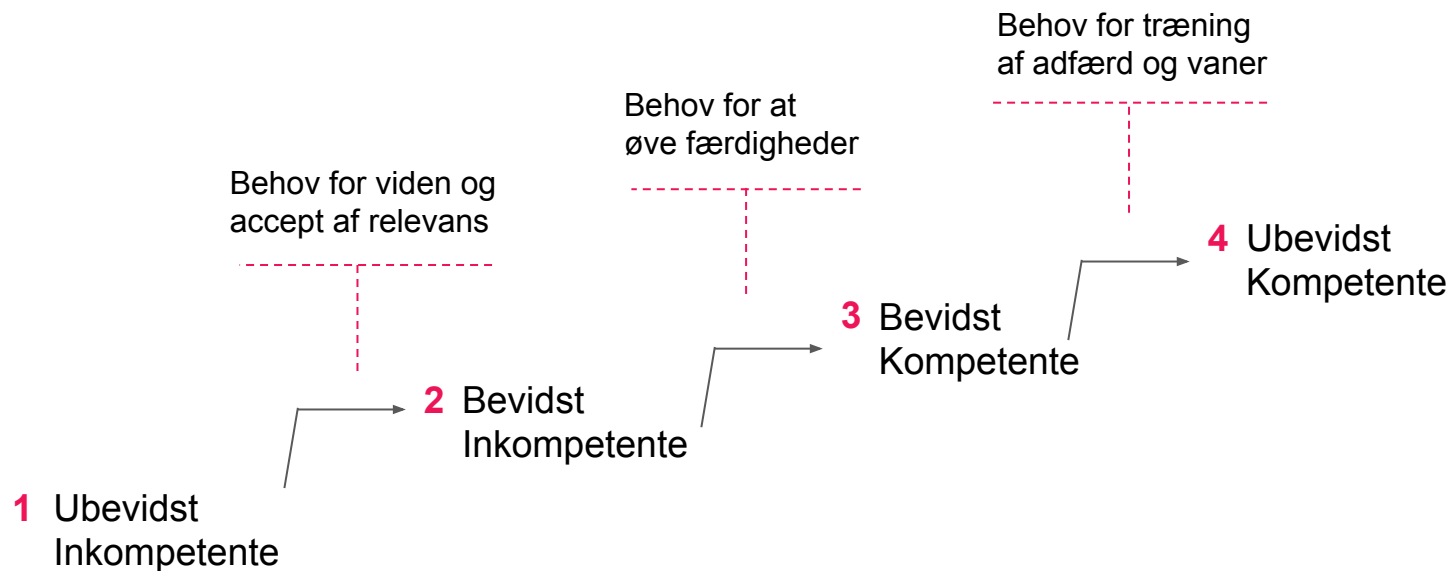 Behov for træning
af adfærd og vaner
Behov for at
øve færdigheder
Behov for viden og
accept af relevans
4 Ubevidst
Kompetente
3 Bevidst
Kompetente
2 Bevidst
Inkompetente
1 Ubevidst
Inkompetente